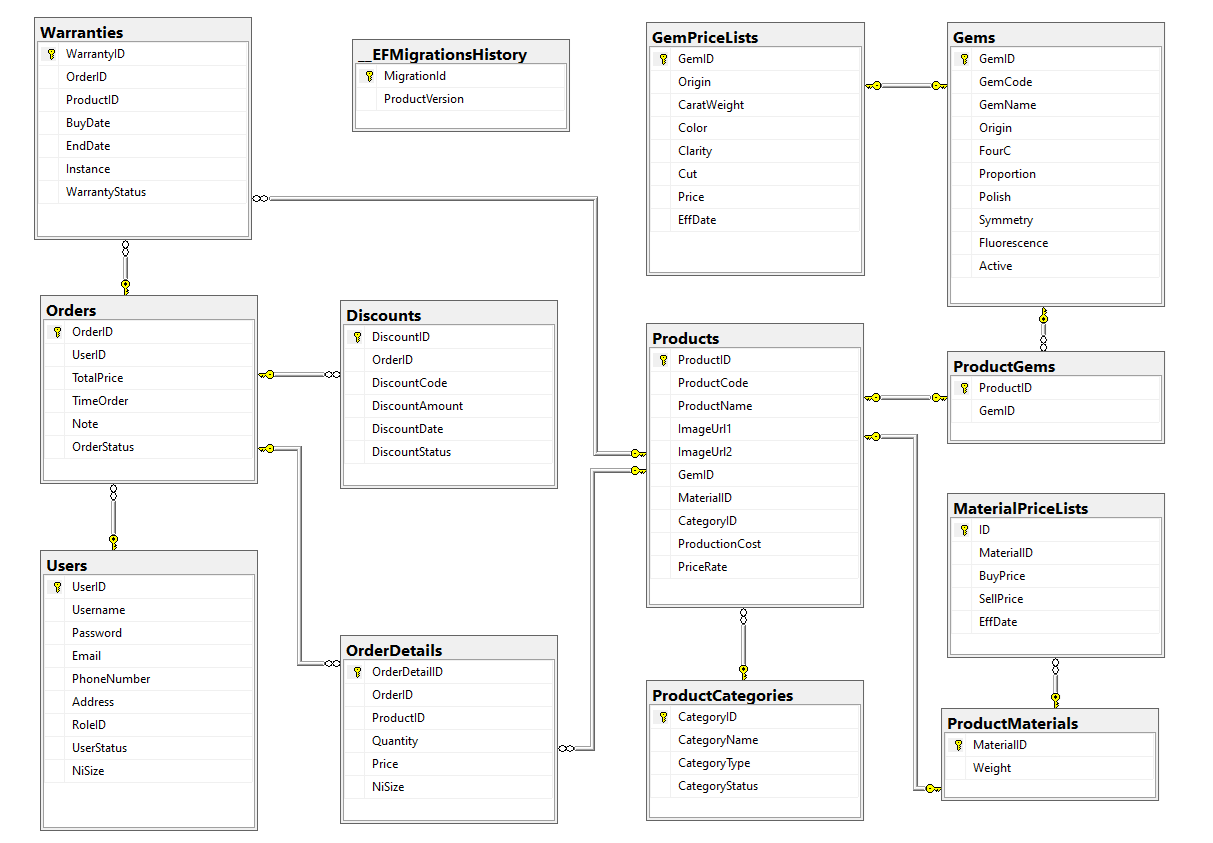 Warranties
WarrantyID
OrderID
ProductID
BuyDate
EndDate
Instance
WarrantyStatus
__EFMigrationsHistory
MigrationId
ProductVersion
GemPriceLists
GemID
Origin
CaratWeight
Color
Clarity
Cut
Price
EffDate
Gems
GemID
GemCode
GemName
Origin
FourC
Proportion
Polish
Symmetry
Fluorescence
Active
Orders
OrderID
UserID
TotalPrice
TimeOrder
Note
OrderStatus
Discounts
DiscountID
OrderID
DiscountCode
DiscountAmount
DiscountDate
DiscountStatus
Products
ProductID
ProductCode
ProductName
ImageUrl1
ImageUrl2
GemID
MaterialID
CategoryID
ProductionCost
PriceRate
ProductGems
ProductID
GemID
MaterialPriceLists
ID
MaterialID
BuyPrice
SellPrice
EffDate
Users
UserID
Username
Password
Email
PhoneNumber
Address
RoleID
UserStatus
NiSize
OrderDetails
OrderDetailID
OrderID
ProductID
Quantity
Price
NiSize
ProductCategories
CategoryID
CategoryName
CategoryType
CategoryStatus
ProductMaterials
MaterialID
Weight